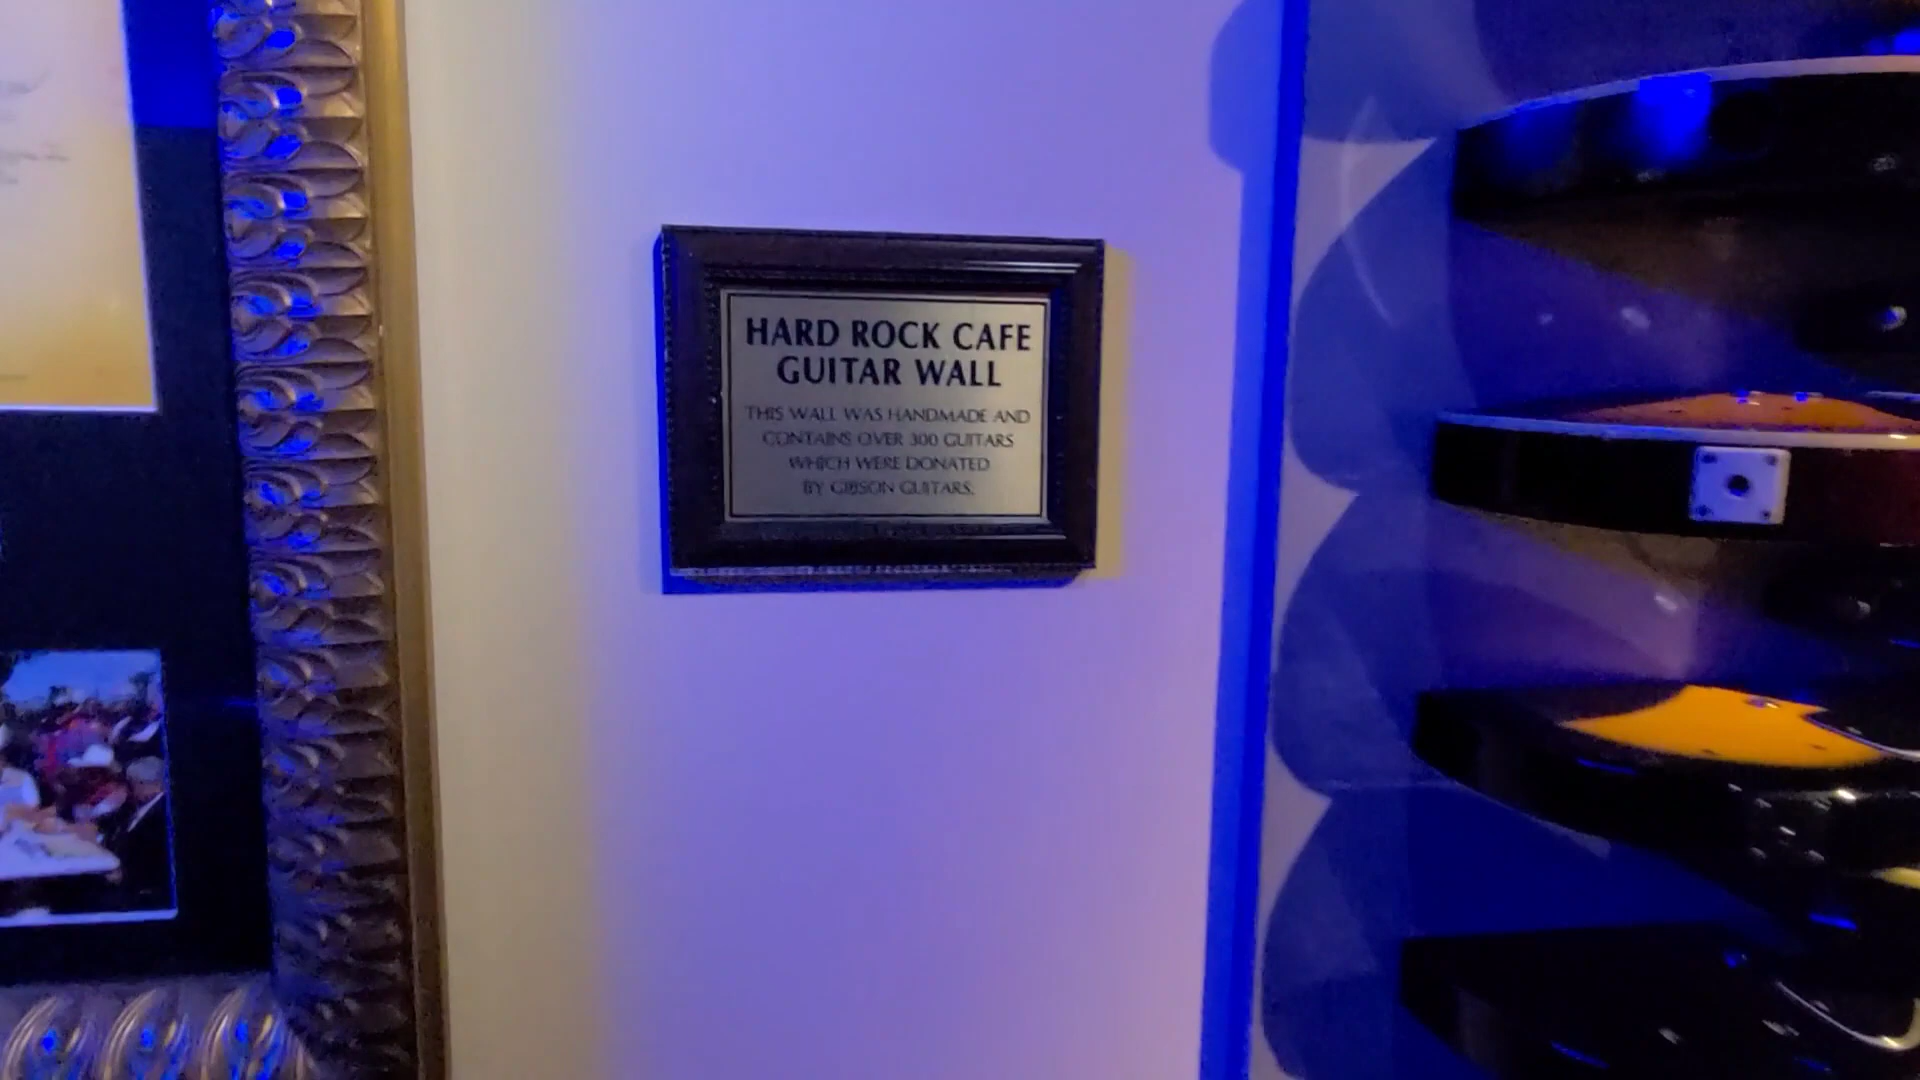 HARD ROCK CAFE
GUITAR WALL
THIS WALL WAS HANDMADE AND
CONTAINS OVER 300 GUITARS
WHICH WERE DONATED
BY GIBSON GUITARS.